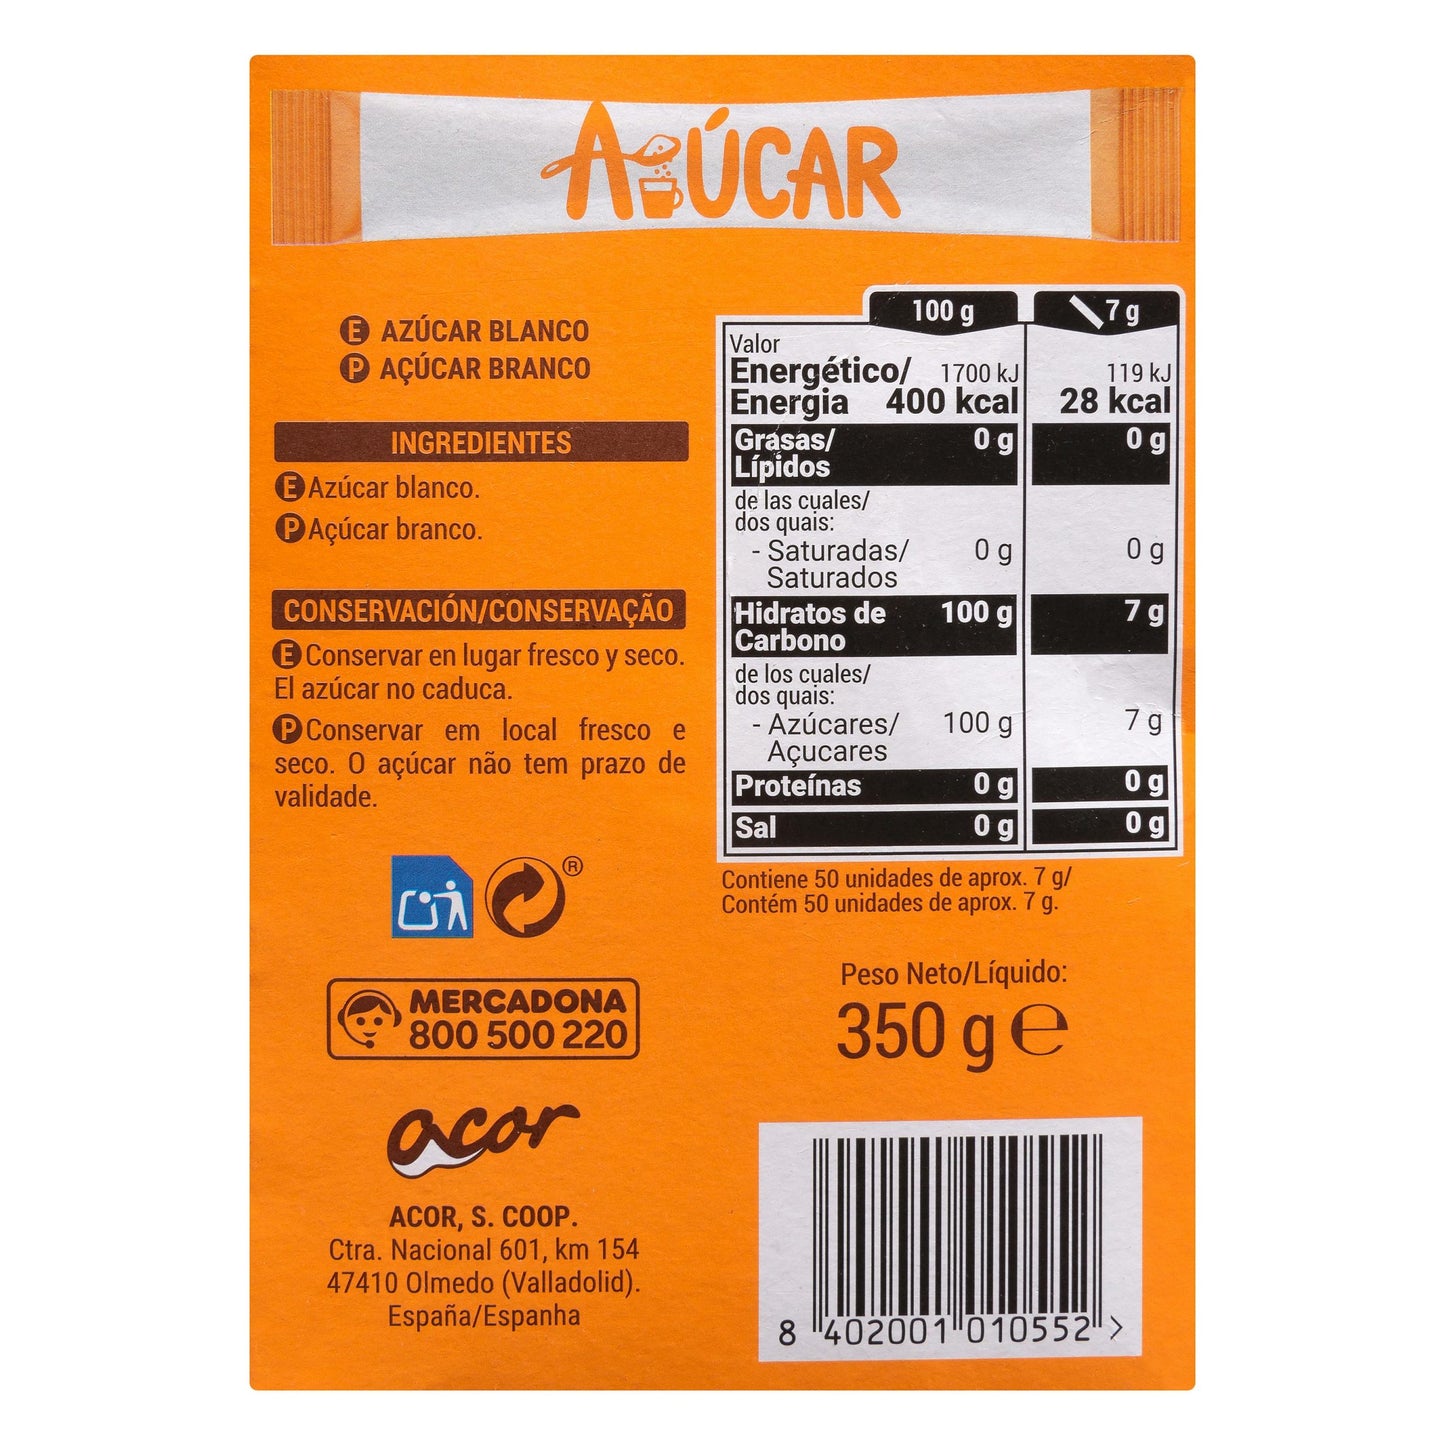 AZÚCAR
E AZÚCAR BLANCO
P AÇÚCAR BRANCO
INGREDIENTES
E Azúcar blanco.
P Açúcar branco.
CONSERVACIÓN/CONSERVAÇÃO
E Conservar en lugar fresco y seco.
El azúcar no caduca.
P Conservar em local fresco e
seco. O açúcar não tem prazo de
validade.
®
MERCADONA
800 500 220
acor
ACOR, S. COOP.
Ctra. Nacional 601, km 154
47410 Olmedo (Valladolid).
España/Espanha
100 g 7 g
Valor
Energético/ 1700 kJ 119 kJ
Energia 400 kcal 28 kcal
Grasas/ 0 g 0 g
Lípidos
de las cuales/
dos quais:
- Saturadas/ 0 g 0 g
Saturados
Hidratos de 100 g 7 g
Carbono
de los cuales/
dos quais:
- Azúcares/ 100 g 7 g
Açucares
Proteínas 0 g 0 g
Sal 0 g 0 g
Contiene 50 unidades de aprox. 7 g/
Contém 50 unidades de aprox. 7 g.
Peso Neto/Líquido:
350 g ℮
8 402001 010552 >